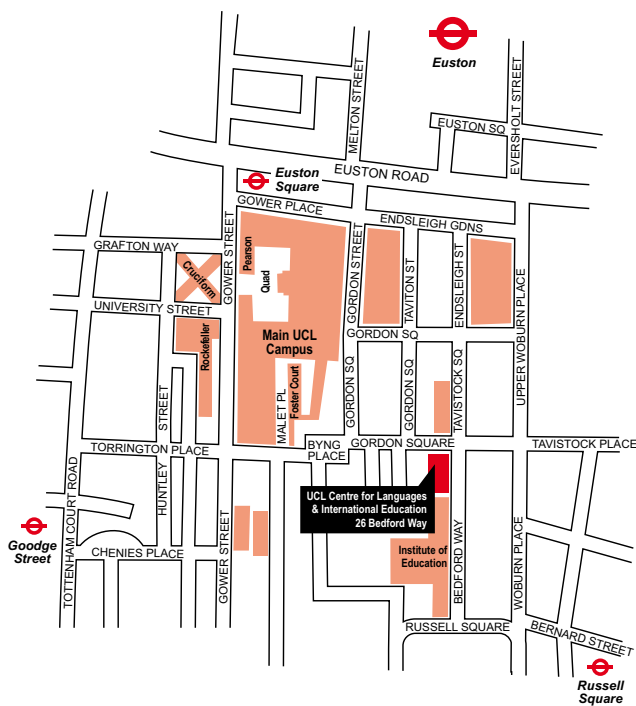 Euston
MELTON STREET
EVERSHOLT STREET
EUSTON SQ
EUSTON ROAD
Euston
Square
GOWER PLACE
ENDSLEIGH GDNS
GRAFTON WAY
GOWER STREET
Pearson
Quad
Cruciform
GORDON STREET
TAVITON ST
ENDSLEIGH ST
UPPER WOBURN PLACE
UNIVERSITY STREET
Rockefeller
Main UCL
Campus
GORDON SQ
Foster Court
MALET PL
GORDON SQ
GORDON SQ
TAVISTOCK SQ
HUNTLEY STREET
TORRINGTON PLACE
BYNG
PLACE
GORDON SQUARE
TAVISTOCK PLACE
UCL Centre for Languages
& International Education
26 Bedford Way
Goodge
Street
TOTTENHAM COURT ROAD
CHENIES PLACE
GOWER STREET
Institute of
Education
BEDFORD WAY
WOBURN PLACE
RUSSELL SQUARE
BERNARD STREET
Russell
Square